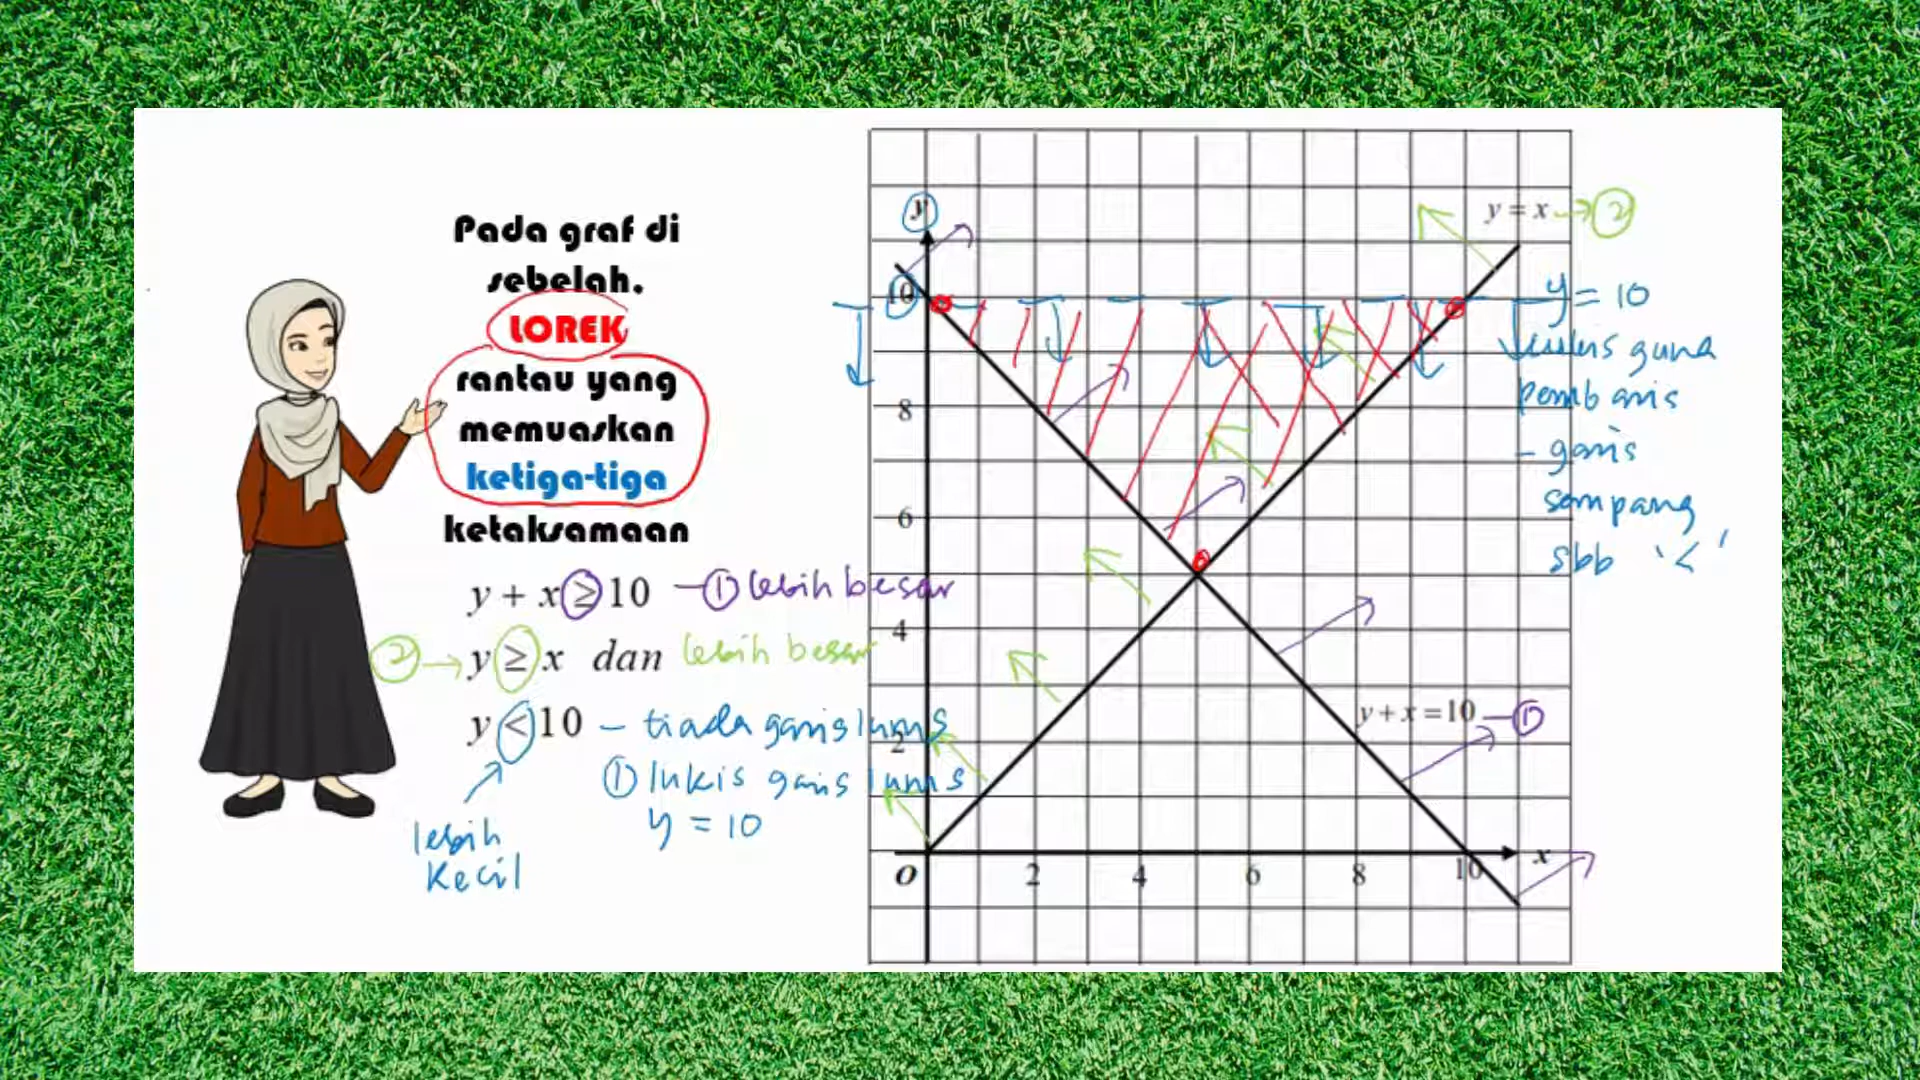 Pada graf di
sebelah,
LOREK
rantau yang
memuaskan
ketiga-tiga
ketaksamaan
y + x ≥ 10 - ① lebih besar
② → y ≥ x dan lebih besar
y < 10 - tiada garis lurus
① lukis garis lurus
y = 10
lebih
kecil
y
y = x → ②
10
y = 10
lurus guna
pembaris
- garis
sempang
sbb '<'
8
6
4
2
y + x = 10 - ①
O 2 4 6 8 10 x